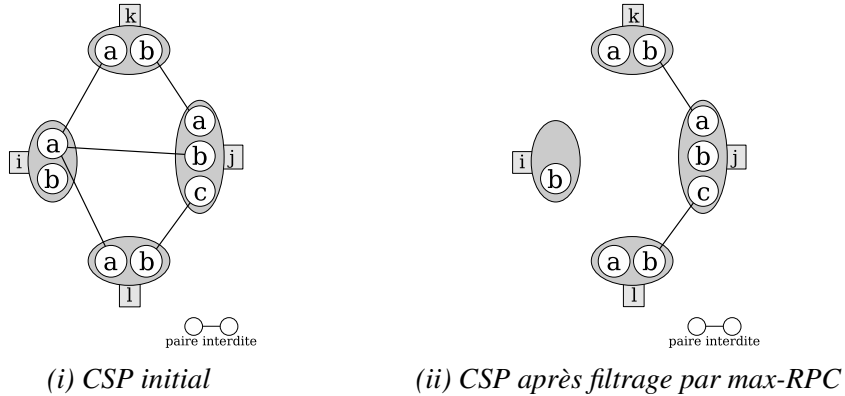 k k
a b a b
a a
a
i b j i b j
b b
c c
a b a b
l l
paire interdite paire interdite
(i) CSP initial (ii) CSP après filtrage par max-RPC